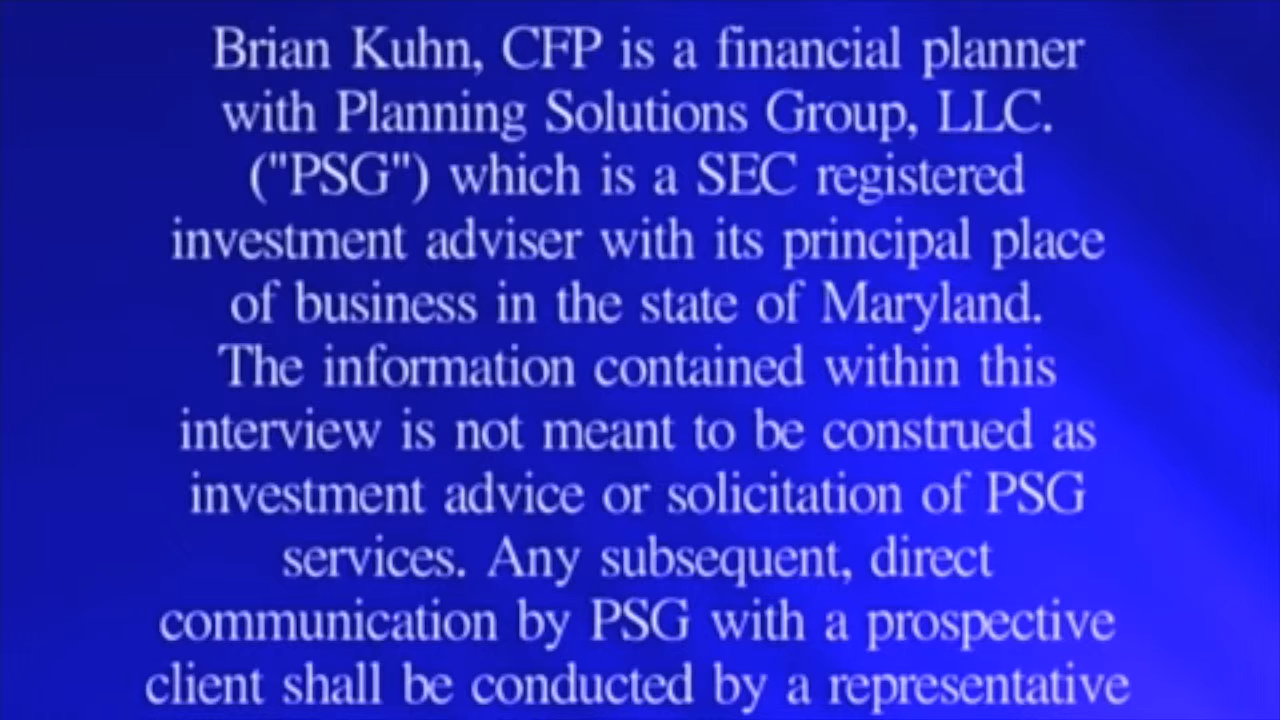 Brian Kuhn, CFP is a financial planner
with Planning Solutions Group, LLC.
("PSG") which is a SEC registered
investment adviser with its principal place
of business in the state of Maryland.
The information contained within this
interview is not meant to be construed as
investment advice or solicitation of PSG
services. Any subsequent, direct
communication by PSG with a prospective
client shall be conducted by a representative